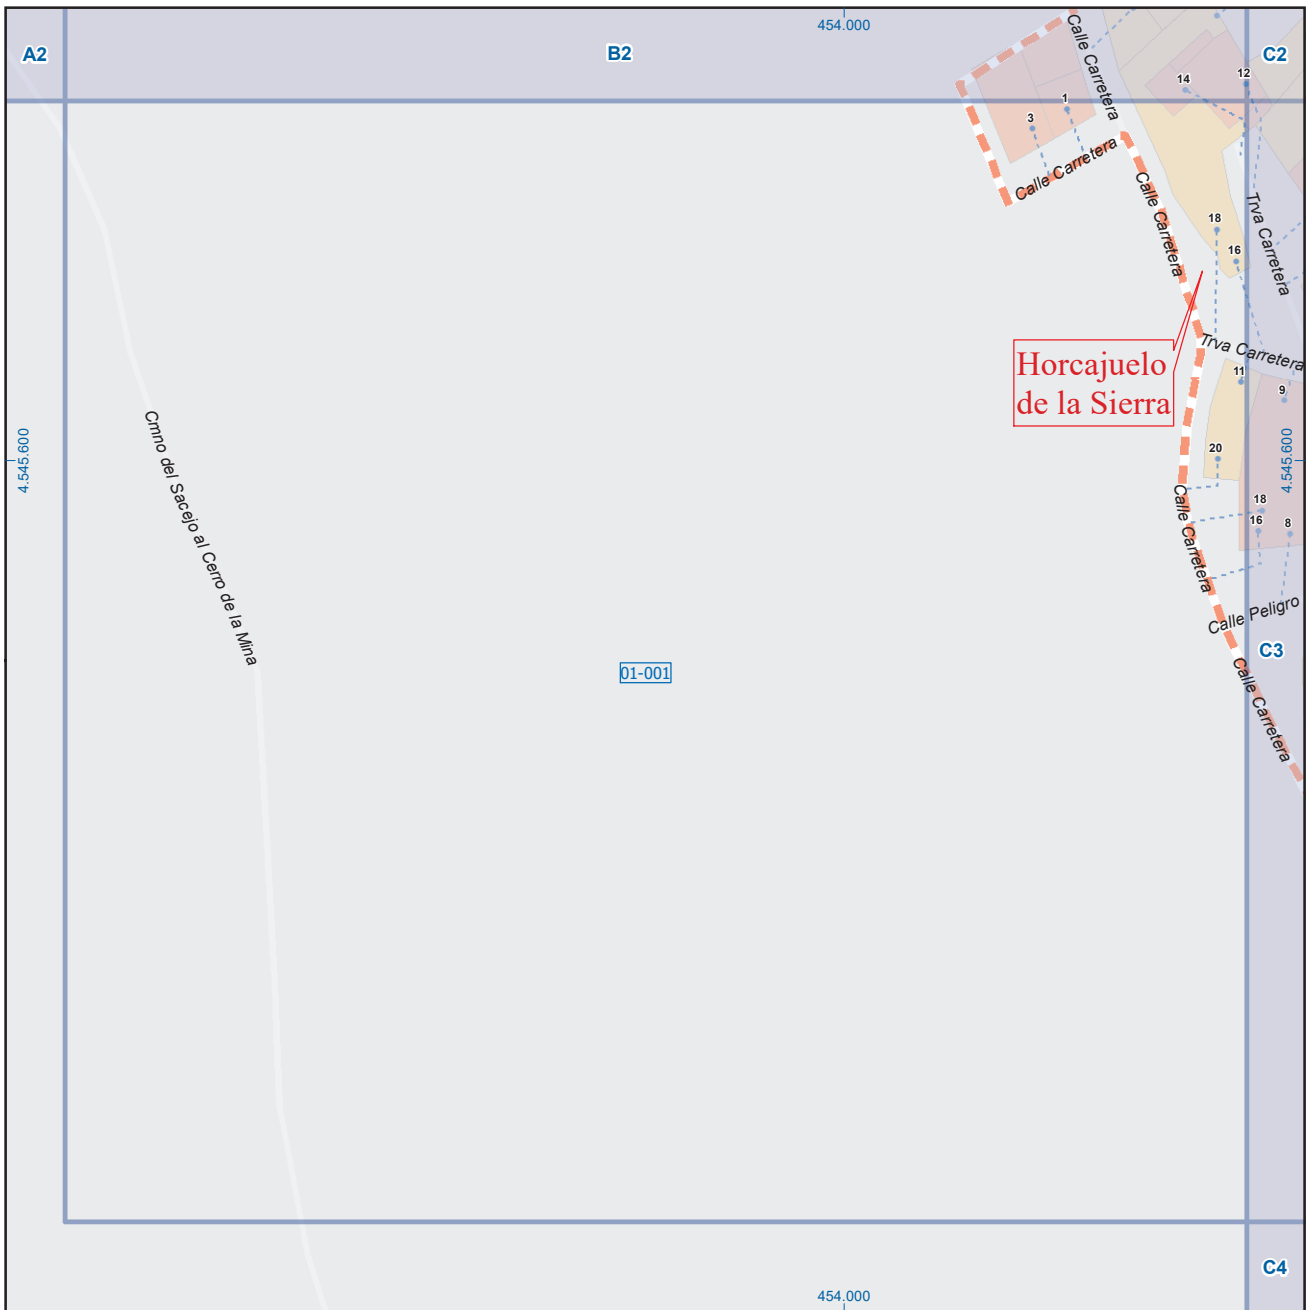 454.000
A2
B2
C2
Calle Carretera
14
12
1
3
Calle Carretera
Calle Carretera
Trva Carretera
18
16
Horcajuelo
de la Sierra
Trva Carretera
11
9
Cmno del Sacejo al Cerro de la Mina
4.545.600
4.545.600
20
18
16
8
Calle Carretera
Calle Peligro
C3
01-001
Calle Carretera
C4
454.000